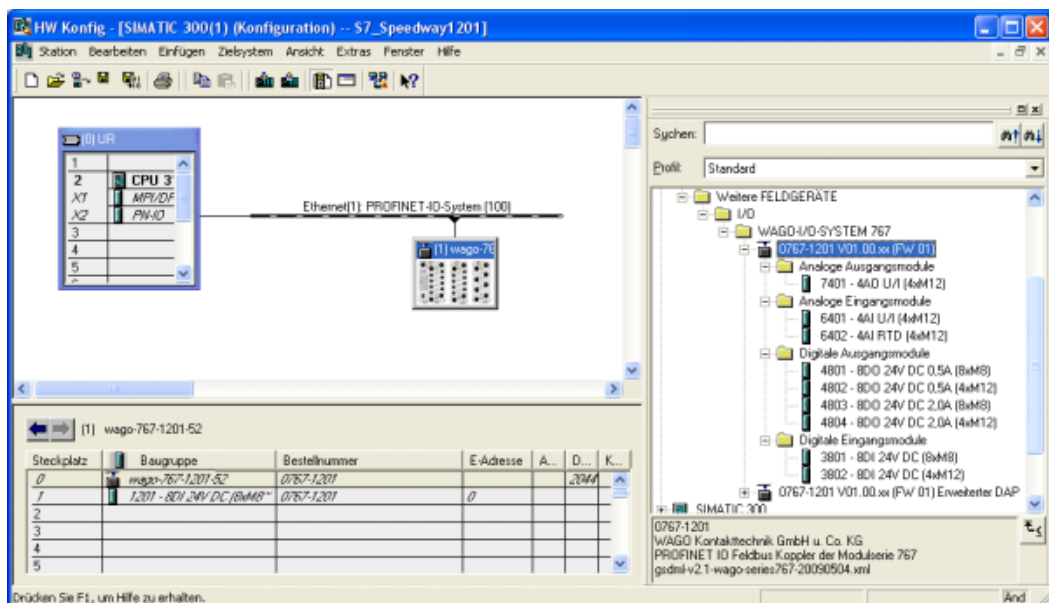 HW Konfig - [SIMATIC 300(1) (Konfiguration) -- S7_Speedway1201]
Station Bearbeiten Einfügen Zielsystem Ansicht Extras Fenster Hilfe
(0) UR
1
2 CPU 3
X1 MPI/DP
X2 PN-IO
3
4
5
Ethernet(1): PROFINET-IO-System (100)
(1) wago-76
Suchen:
Profil: Standard
Weitere FELDGERÄTE
I/O
WAGO-I/O-SYSTEM 767
0767-1201 V01.00.xx (FW 01)
Analoge Ausgangsmodule
7401 - 4AO U/I (4xM12)
Analoge Eingangsmodule
6401 - 4AI U/I (4xM12)
6402 - 4AI RTD (4xM12)
Digitale Ausgangsmodule
4801 - 8DO 24V DC 0,5A (8xM8)
4802 - 8DO 24V DC 0,5A (4xM12)
4803 - 8DO 24V DC 2,0A (8xM8)
4804 - 8DO 24V DC 2,0A (4xM12)
Digitale Eingangsmodule
3801 - 8DI 24V DC (8xM8)
3802 - 8DI 24V DC (4xM12)
0767-1201 V01.00.xx (FW 01) Erweiterter DAP
SIMATIC 300
0767-1201
WAGO Kontakttechnik GmbH u. Co. KG
PROFINET IO Feldbus Koppler der Modulserie 767
gsdml-v2.1-wago-series767-20090504.xml
(1) wago-767-1201-52
Steckplatz Baugruppe Bestellnummer E-Adresse A... D... K...
0 wago-767-1201-52 0767-1201 2044
1 1201 - 8DI 24V DC (8xM8~ 0767-1201 0
2
3
4
5
Drücken Sie F1, um Hilfe zu erhalten.
Änd